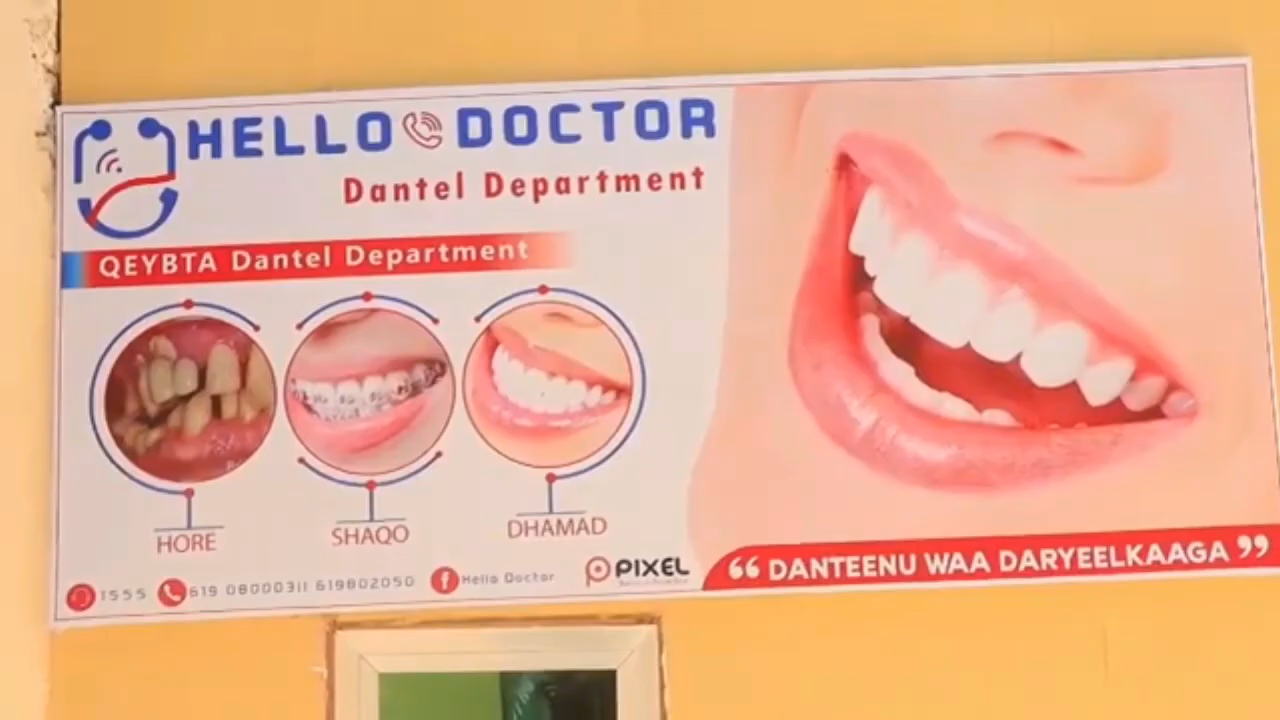 HELLO DOCTOR
Dantel Department
QEYBTA Dantel Department
HORE
SHAQO
DHAMAD
1555 619 08000311 619802050 Hello Doctor
PIXEL
“ DANTEENU WAA DARYEELKAAGA ”